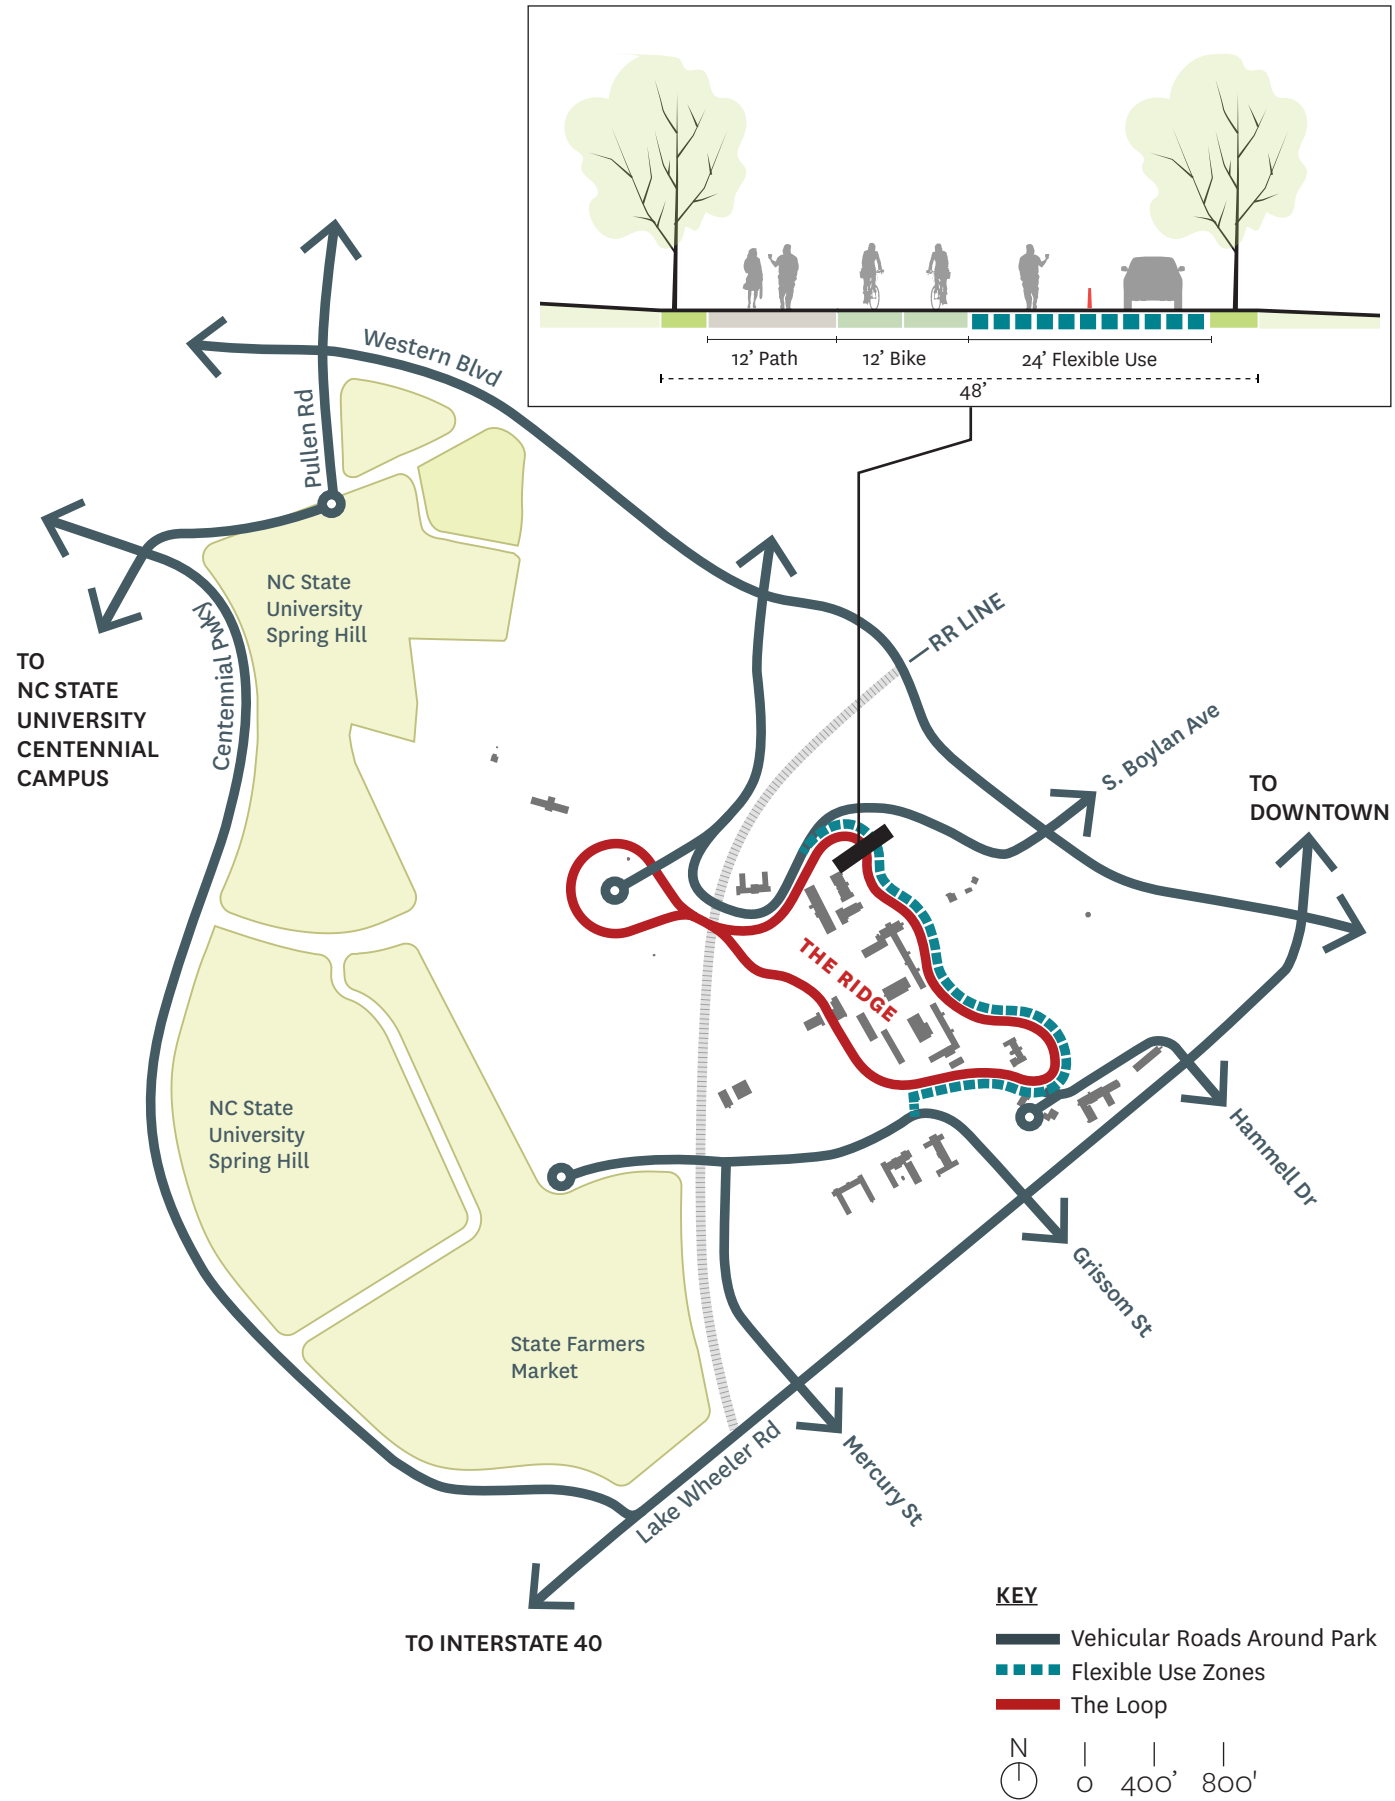 12’ Path
12’ Bike
24’ Flexible Use
48’
Western Blvd
Pullen Rd
NC State
University
Spring Hill
Centennial Pwky
TO
NC STATE
UNIVERSITY
CENTENNIAL
CAMPUS
RR LINE
S. Boylan Ave
TO
DOWNTOWN
THE RIDGE
NC State
University
Spring Hill
Hammell Dr
Grissom St
State Farmers
Market
Mercury St
Lake Wheeler Rd
TO INTERSTATE 40
KEY
Vehicular Roads Around Park
Flexible Use Zones
The Loop
N
0 400’ 800'